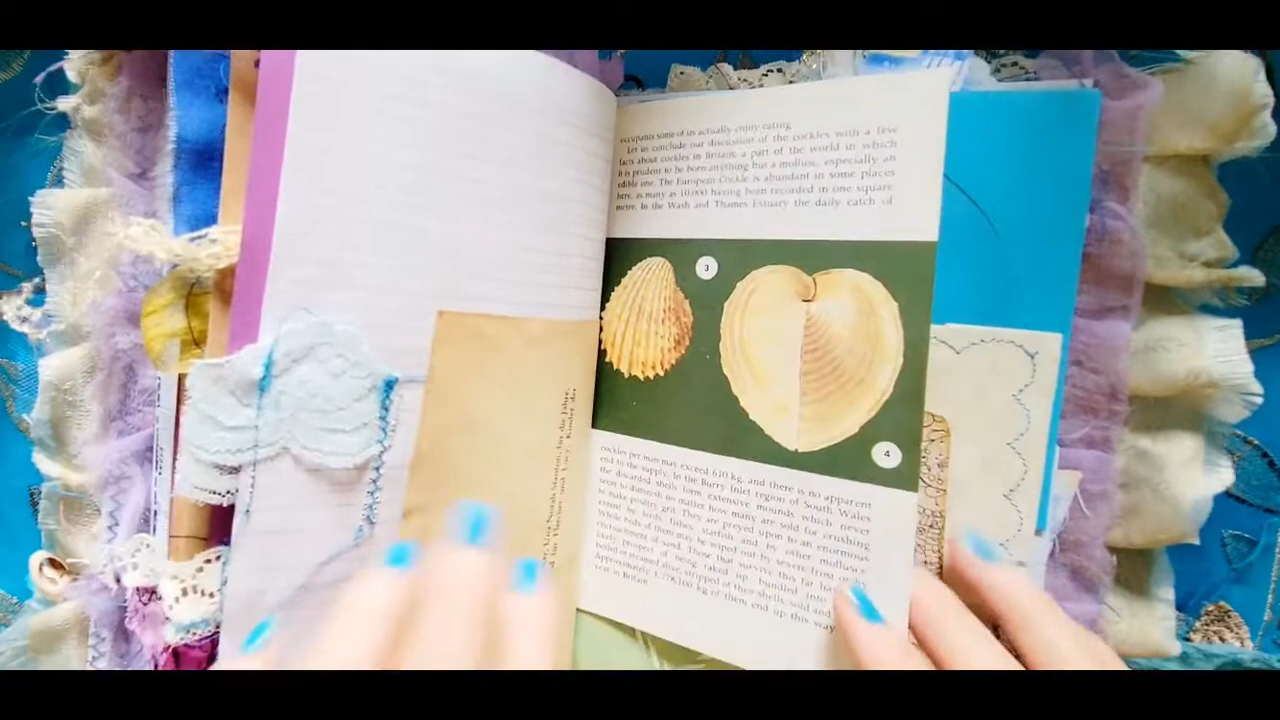 occupants some of us actually enjoy eating.
Let us conclude our discussion of the cockles with a few
facts about cockles in Britain, a part of the world in which
it is prudent to be born anything but a mollusc, especially an
edible one. The European Cockle is abundant in some places
here, as many as 10,000 having been recorded in one square
metre. In the Wash and Thames Estuary the daily catch of
3
4
cockles per man may exceed 610 kg. and there is no apparent
end to the supply. In the Burry Inlet region of South Wales
the discarded shells form extensive mounds which never
seem to diminish no matter how many are sold for crushing
to make poultry grit. They are preyed upon to an enormous
extent by birds, fishes, starfish and by other molluscs.
Whole beds of them may be wiped out by severe frost or
encroachment of sand. Those that survive this far
likely prospect of being raked up, bundled into
boiled or steamed alive, stripped of their shells, sold and
Approximately 1,778,100 kg of them end up this way
year in Britain.